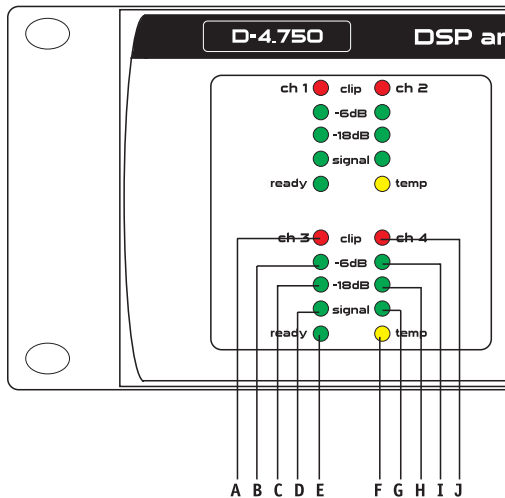 D-4.750
DSP ar
ch 1 clip ch 2
-6dB
-18dB
signal
ready temp
ch 3 clip ch 4
-6dB
-18dB
signal
ready temp
A B C D E F G H I J